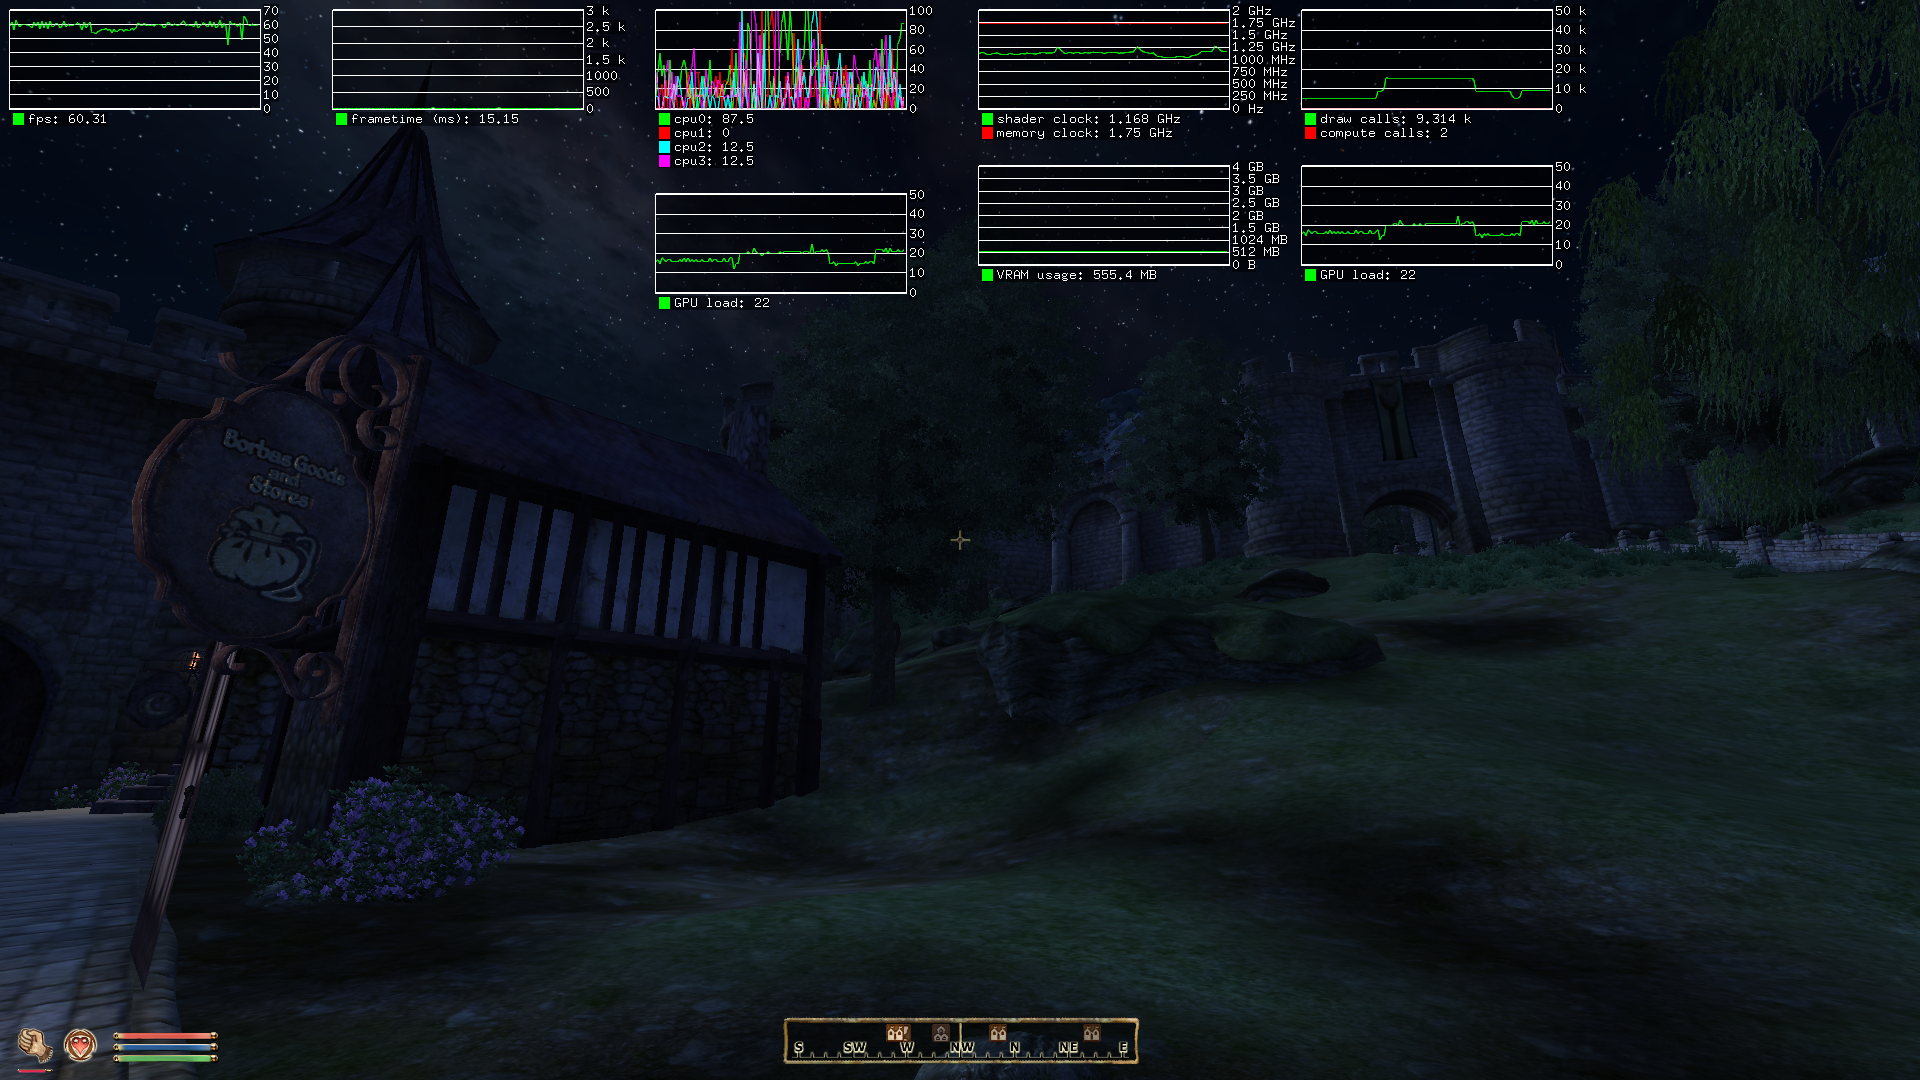 70
60
50
40
30
20
10
0
fps: 60.31
3 k
2.5 k
2 k
1.5 k
1000
500
0
frametime (ms): 15.15
100
80
60
40
20
0
cpu0: 87.5
cpu1: 0
cpu2: 12.5
cpu3: 12.5
2 GHz
1.75 GHz
1.5 GHz
1.25 GHz
1000 MHz
750 MHz
500 MHz
250 MHz
0 Hz
shader clock: 1.168 GHz
memory clock: 1.75 GHz
50 k
40 k
30 k
20 k
10 k
0
draw calls: 9.314 k
compute calls: 2
50
40
30
20
10
0
GPU load: 22
4 GB
3.5 GB
3 GB
2.5 GB
2 GB
1.5 GB
1024 MB
512 MB
0 B
VRAM usage: 555.4 MB
50
40
30
20
10
0
GPU load: 22
Borbas Goods
and
Stores
S SW W NW N NE E